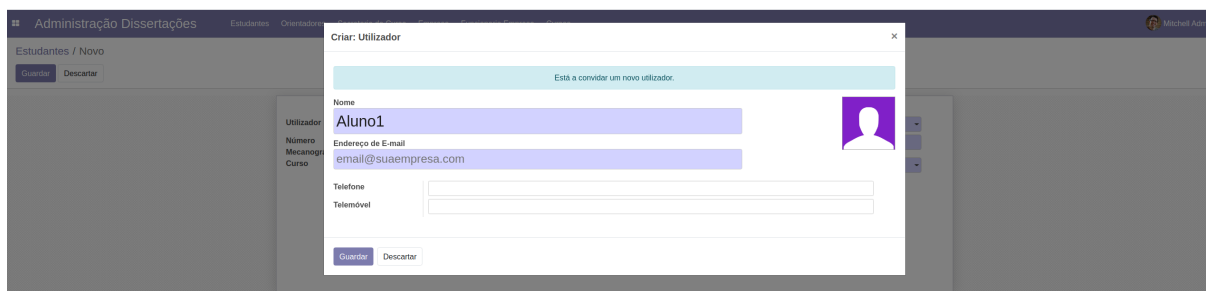 Administração Dissertações Estudantes Orientadores Mitchell Adm
Estudantes / Novo
Guardar Descartar
Criar: Utilizador ×
Está a convidar um novo utilizador.
Nome
Aluno1
Endereço de E-mail
email@suaempresa.com
Telefone
Telemóvel
Guardar Descartar
Utilizador
Número
Mecanogr
Curso